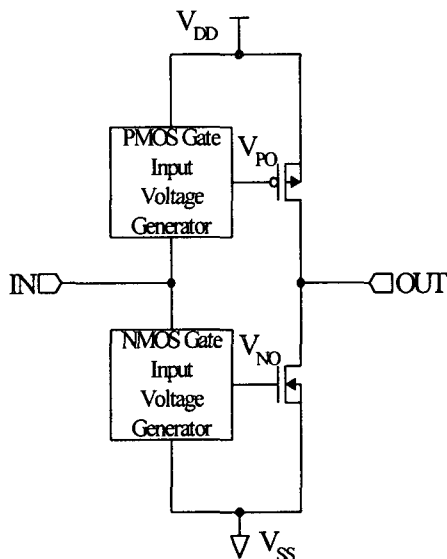 V_DD
PMOS Gate
Input
Voltage
Generator
V_PO
IN
OUT
NMOS Gate
Input
Voltage
Generator
V_NO
V_SS